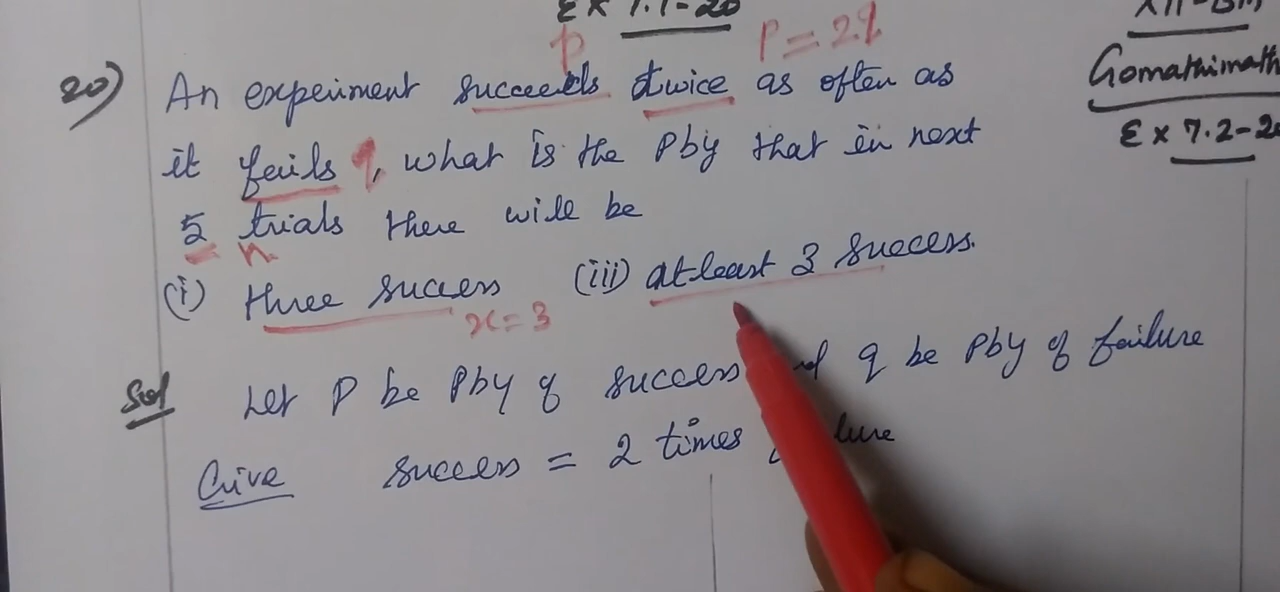 Ex 7.1-20
XII-BM
p P=2q
Gomathimath
Ex 7.2-2
20) An experiment succeeds twice as often as
it fails q, what is the Pby that in next
5 trials there will be
n
(i) three success (iii) atleast 3 success.
x=3
Sol Let P be Pby of success q be Pby of failure
Give success = 2 times lure